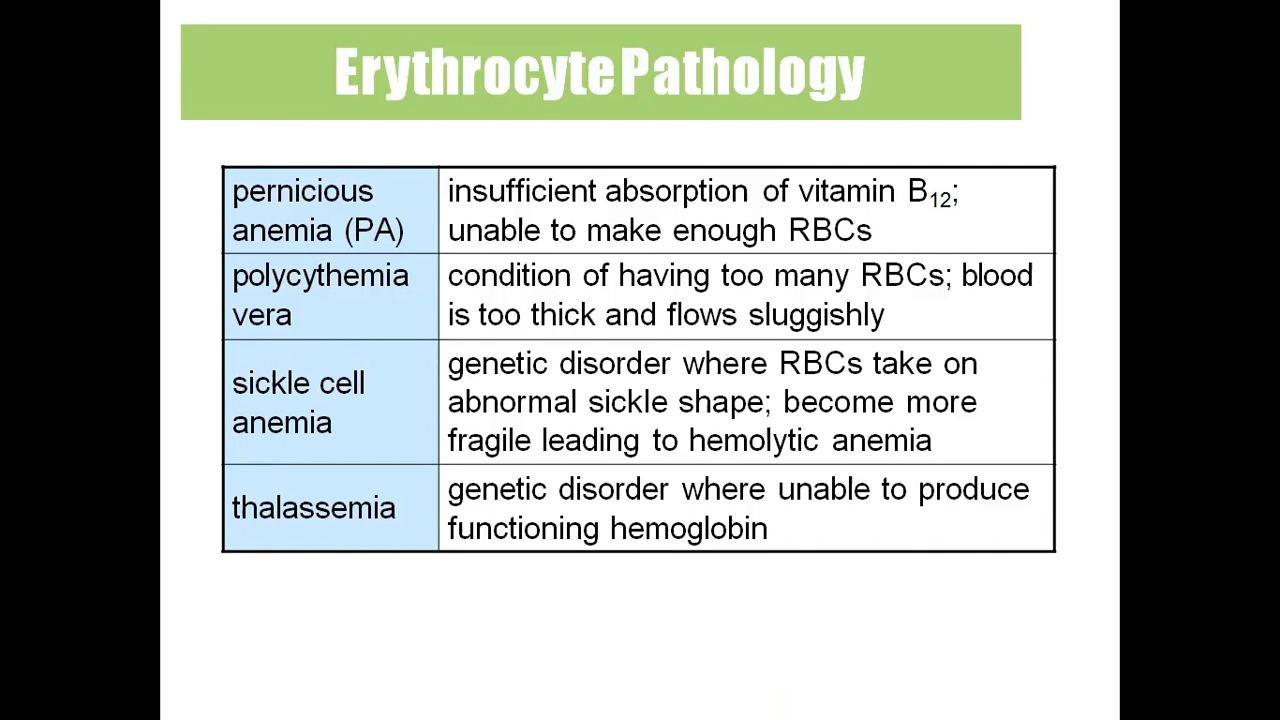 Erythrocyte Pathology
pernicious
anemia (PA)
insufficient absorption of vitamin B₁₂;
unable to make enough RBCs
polycythemia
vera
condition of having too many RBCs; blood
is too thick and flows sluggishly
sickle cell
anemia
genetic disorder where RBCs take on
abnormal sickle shape; become more
fragile leading to hemolytic anemia
thalassemia
genetic disorder where unable to produce
functioning hemoglobin